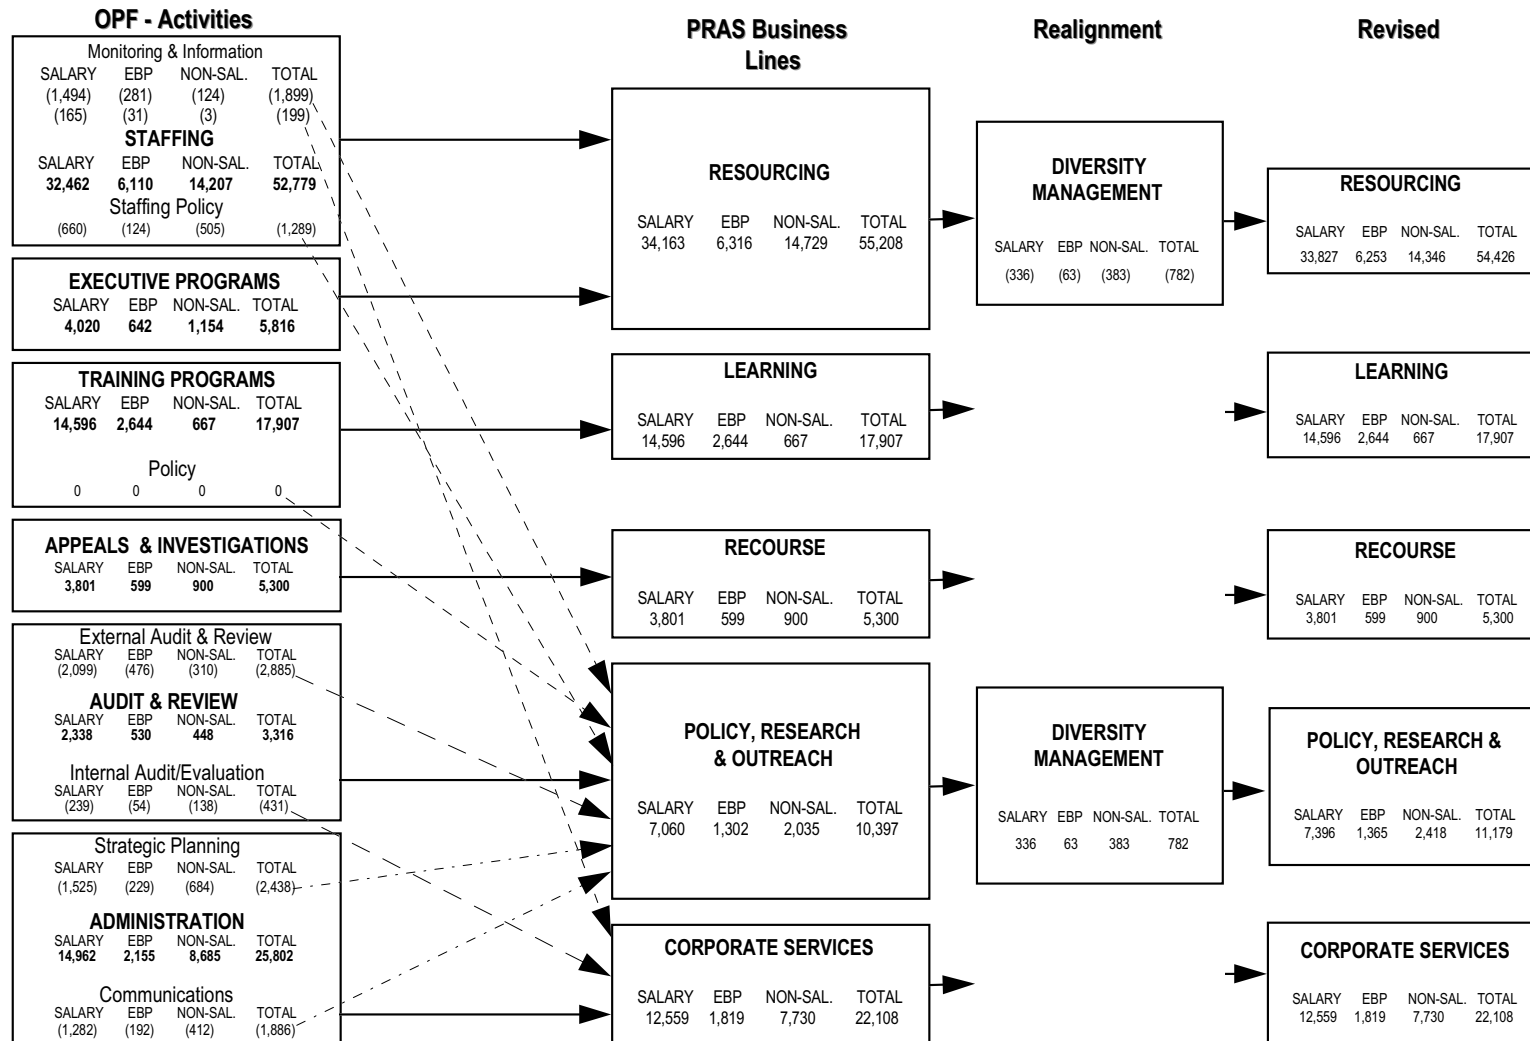 OPF - Activities
Monitoring & Information
SALARY EBP NON-SAL. TOTAL
(1,494) (281) (124) (1,899)
(165) (31) (3) (199)
STAFFING
SALARY EBP NON-SAL. TOTAL
32,462 6,110 14,207 52,779
Staffing Policy
(660) (124) (505) (1,289)
EXECUTIVE PROGRAMS
SALARY EBP NON-SAL. TOTAL
4,020 642 1,154 5,816
TRAINING PROGRAMS
SALARY EBP NON-SAL. TOTAL
14,596 2,644 667 17,907
Policy
0 0 0 0
APPEALS & INVESTIGATIONS
SALARY EBP NON-SAL. TOTAL
3,801 599 900 5,300
External Audit & Review
SALARY EBP NON-SAL. TOTAL
(2,099) (476) (310) (2,885)
AUDIT & REVIEW
SALARY EBP NON-SAL. TOTAL
2,338 530 448 3,316
Internal Audit/Evaluation
SALARY EBP NON-SAL. TOTAL
(239) (54) (138) (431)
Strategic Planning
SALARY EBP NON-SAL. TOTAL
(1,525) (229) (684) (2,438)
ADMINISTRATION
SALARY EBP NON-SAL. TOTAL
14,962 2,155 8,685 25,802
Communications
SALARY EBP NON-SAL. TOTAL
(1,282) (192) (412) (1,886)
PRAS Business
Lines
RESOURCING
SALARY EBP NON-SAL. TOTAL
34,163 6,316 14,729 55,208
LEARNING
SALARY EBP NON-SAL. TOTAL
14,596 2,644 667 17,907
RECOURSE
SALARY EBP NON-SAL. TOTAL
3,801 599 900 5,300
POLICY, RESEARCH
& OUTREACH
SALARY EBP NON-SAL. TOTAL
7,060 1,302 2,035 10,397
CORPORATE SERVICES
SALARY EBP NON-SAL. TOTAL
12,559 1,819 7,730 22,108
Realignment
DIVERSITY
MANAGEMENT
SALARY EBP NON-SAL. TOTAL
(336) (63) (383) (782)
DIVERSITY
MANAGEMENT
SALARY EBP NON-SAL. TOTAL
336 63 383 782
Revised
RESOURCING
SALARY EBP NON-SAL. TOTAL
33,827 6,253 14,346 54,426
LEARNING
SALARY EBP NON-SAL. TOTAL
14,596 2,644 667 17,907
RECOURSE
SALARY EBP NON-SAL. TOTAL
3,801 599 900 5,300
POLICY, RESEARCH &
OUTREACH
SALARY EBP NON-SAL. TOTAL
7,396 1,365 2,418 11,179
CORPORATE SERVICES
SALARY EBP NON-SAL. TOTAL
12,559 1,819 7,730 22,108